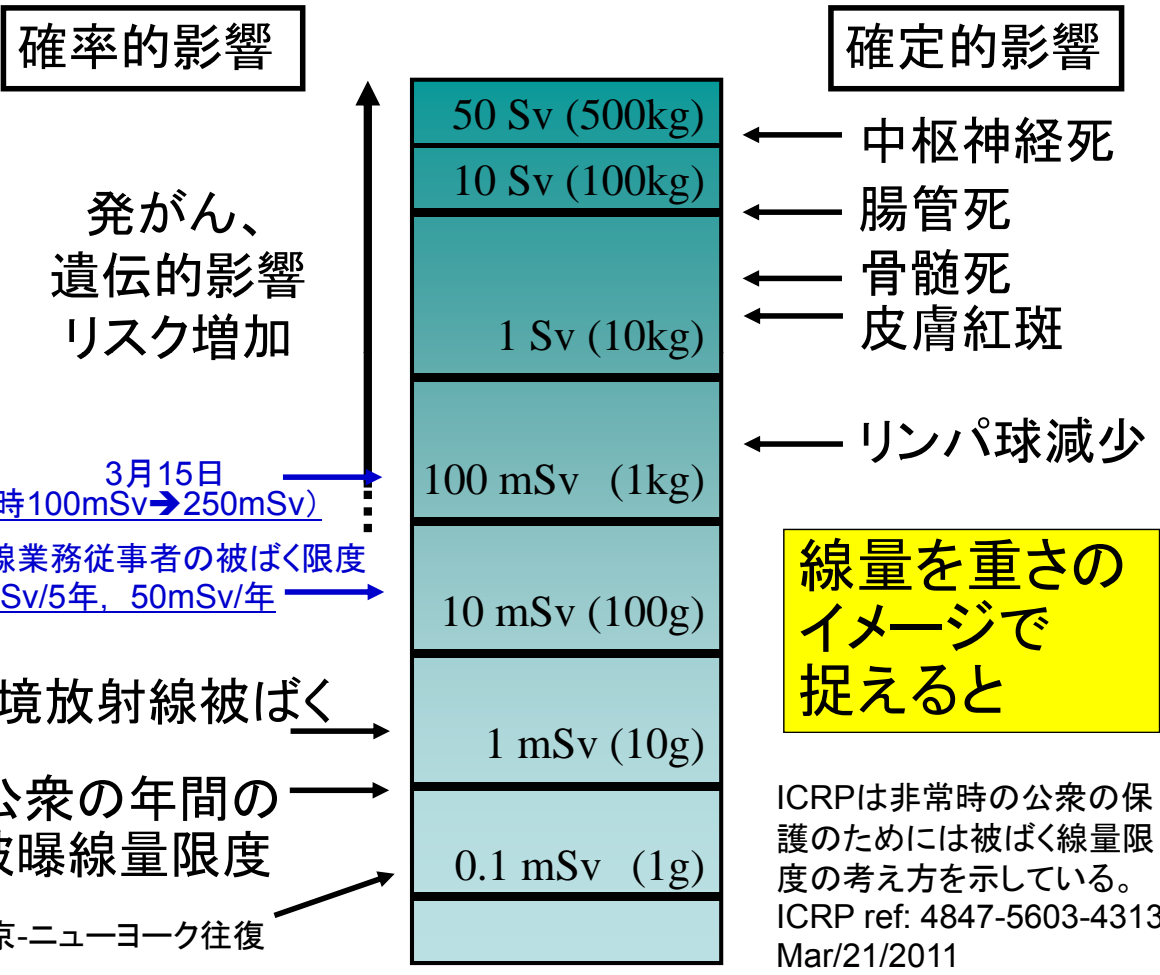 確率的影響
確定的影響
発がん、
遺伝的影響
リスク増加
3月15日
時100mSv➔250mSv）
線業務従事者の被ばく限度
Sv/5年, 50mSv/年
境放射線被ばく
公衆の年間の
被曝線量限度
京-ニューヨーク往復
50 Sv (500kg)
10 Sv (100kg)
1 Sv (10kg)
100 mSv (1kg)
10 mSv (100g)
1 mSv (10g)
0.1 mSv (1g)
中枢神経死
腸管死
骨髄死
皮膚紅斑
リンパ球減少
線量を重さの
イメージで
捉えると
ICRPは非常時の公衆の保
護のためには被ばく線量限
度の考え方を示している。
ICRP ref: 4847-5603-4313
Mar/21/2011